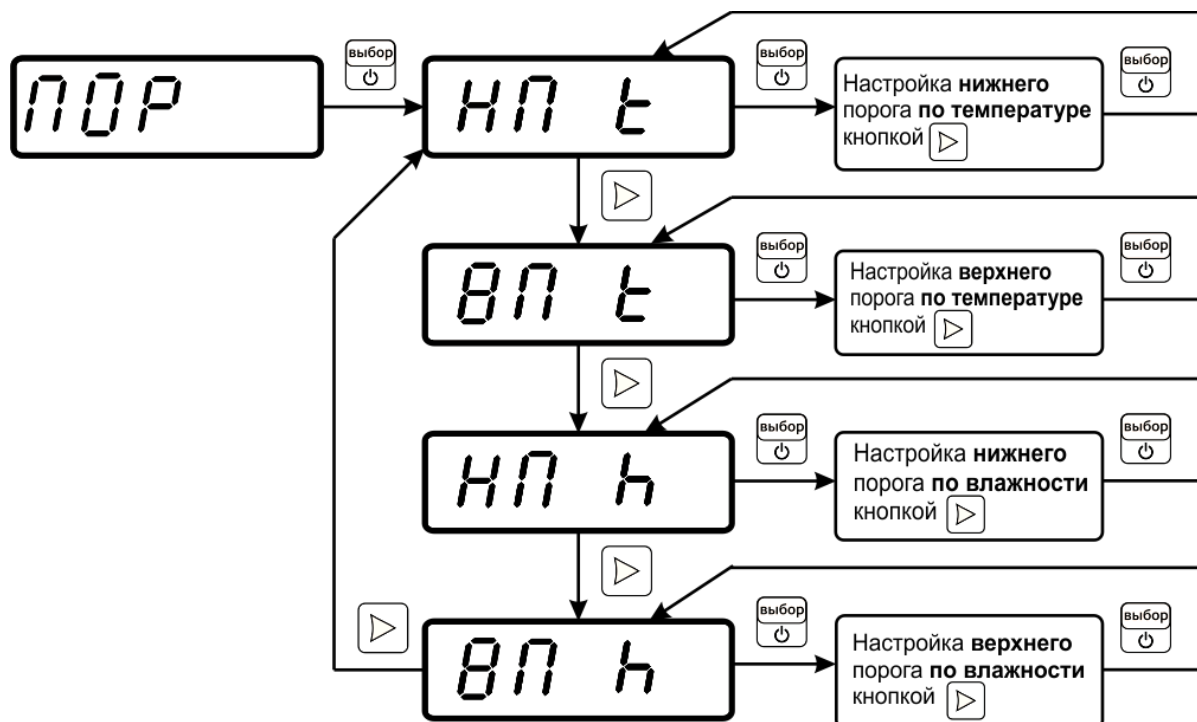 выбор
выбор
выбор
ПОР
НП t
Настройка нижнего
порога по температуре
кнопкой
выбор
выбор
ВП t
Настройка верхнего
порога по температуре
кнопкой
выбор
выбор
НП h
Настройка нижнего
порога по влажности
кнопкой
выбор
выбор
ВП h
Настройка верхнего
порога по влажности
кнопкой